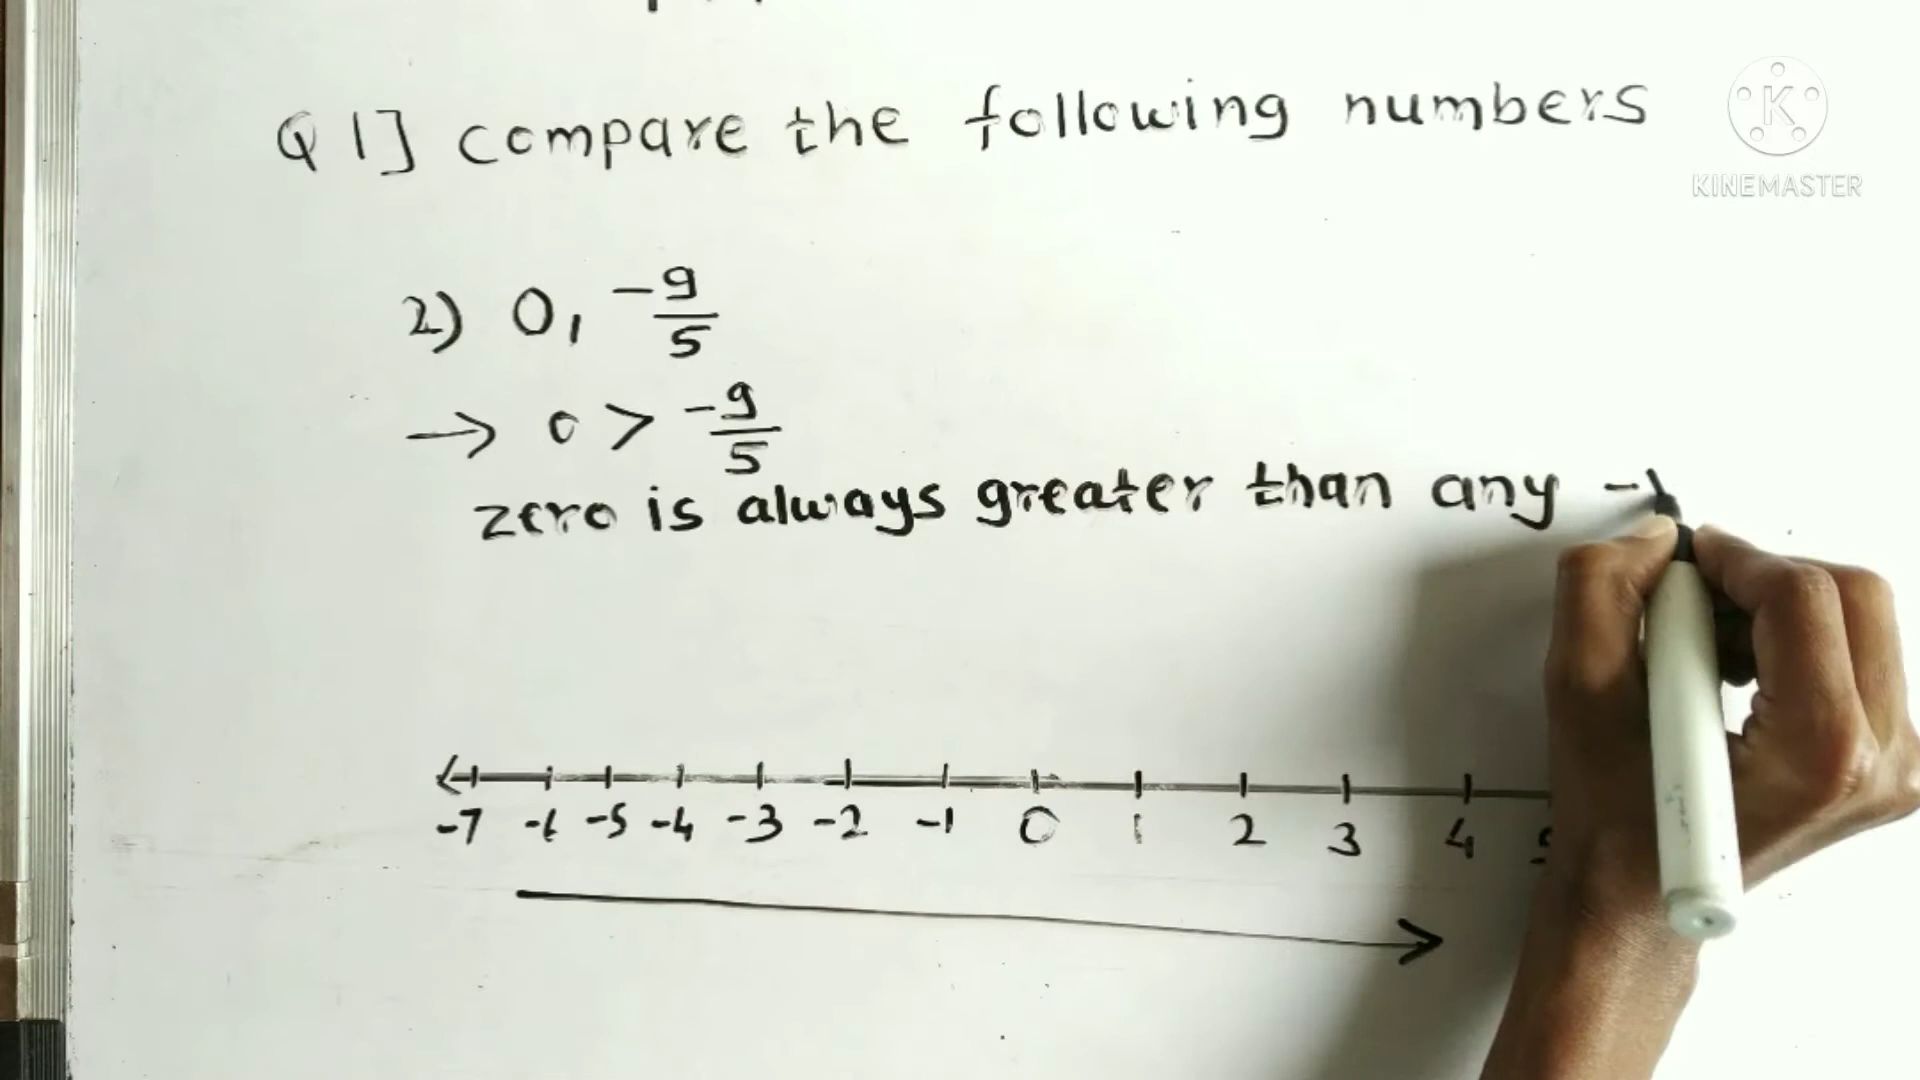 Q 1] compare the following numbers
KINEMASTER
2) 0, -9/5
→ 0 > -9/5
zero is always greater than any -
-7 -6 -5 -4 -3 -2 -1 0 1 2 3 4